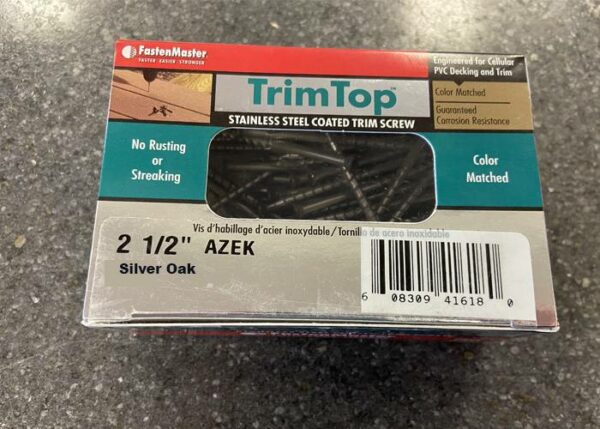 FastenMaster.
FASTER EASIER STRONGER
Engineered for Cellular
PVC Decking and Trim
TrimTop™
Color Matched
Guaranteed
Corrosion Resistance
STAINLESS STEEL COATED TRIM SCREW
No Rusting
or
Streaking
Color
Matched
Vis d'habillage d'acier inoxydable/Tornillo de acero inoxidable
2 1/2" AZEK
Silver Oak
6 08309 41618 0